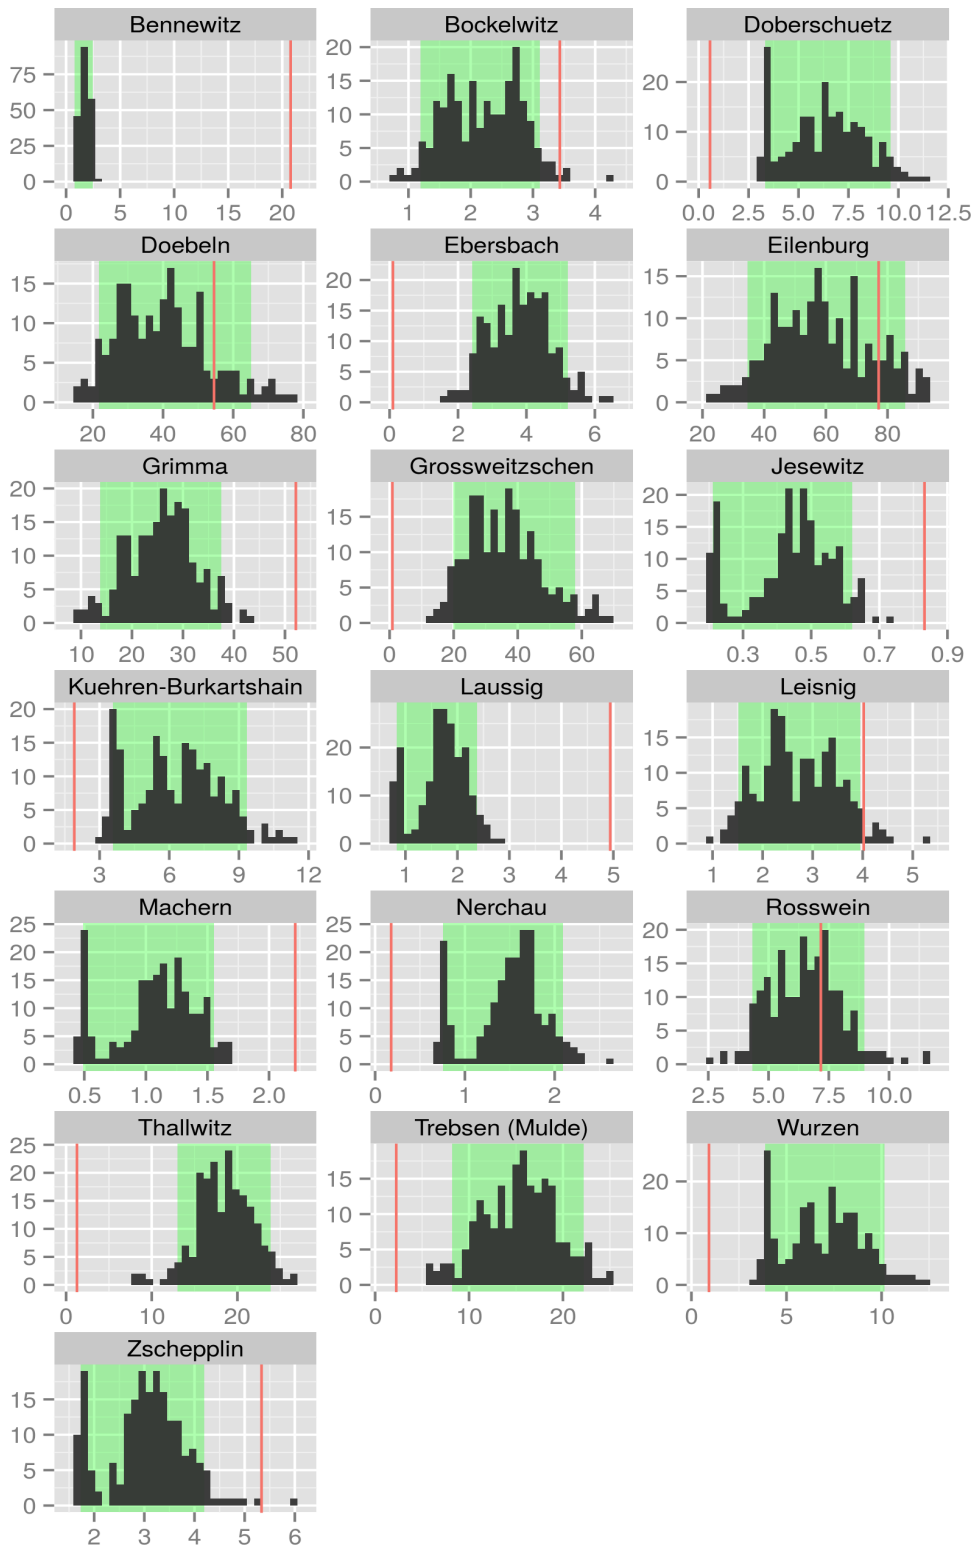 Bennewitz Bockelwitz Doberschuetz
75 20 20
50 15 10
25 10 0
0 5
0
0 5 10 15 20 1 2 3 4 0.0 2.5 5.0 7.5 10.0 12.5
Doebeln Ebersbach Eilenburg
15 20 15
10 15 10
5 10 5
0 5 0
0
20 40 60 80 0 2 4 6 20 40 60 80
Grimma Grossweitzschen Jesewitz
20 15 20
15 10 15
10 5 10
5 0 5
0 0
10 20 30 40 50 0 20 40 60 0.3 0.5 0.7 0.9
Kuehren-Burkartshain Laussig Leisnig
20 20 15
15 10 10
10 0 5
5 0
0
3 6 9 12 1 2 3 4 5 1 2 3 4 5
Machern Nerchau Rosswein
25 25 20
20 20 15
15 15 10
10 10 5
5 5 0
0 0
0.5 1.0 1.5 2.0 0 1 2 2.5 5.0 7.5 10.0
Thallwitz Trebsen (Mulde) Wurzen
25 15 20
20 10 10
15 5 0
10 0
5
0
0 10 20 0 10 20 0 5 10
Zschepplin
15
10
5
0
2 3 4 5 6